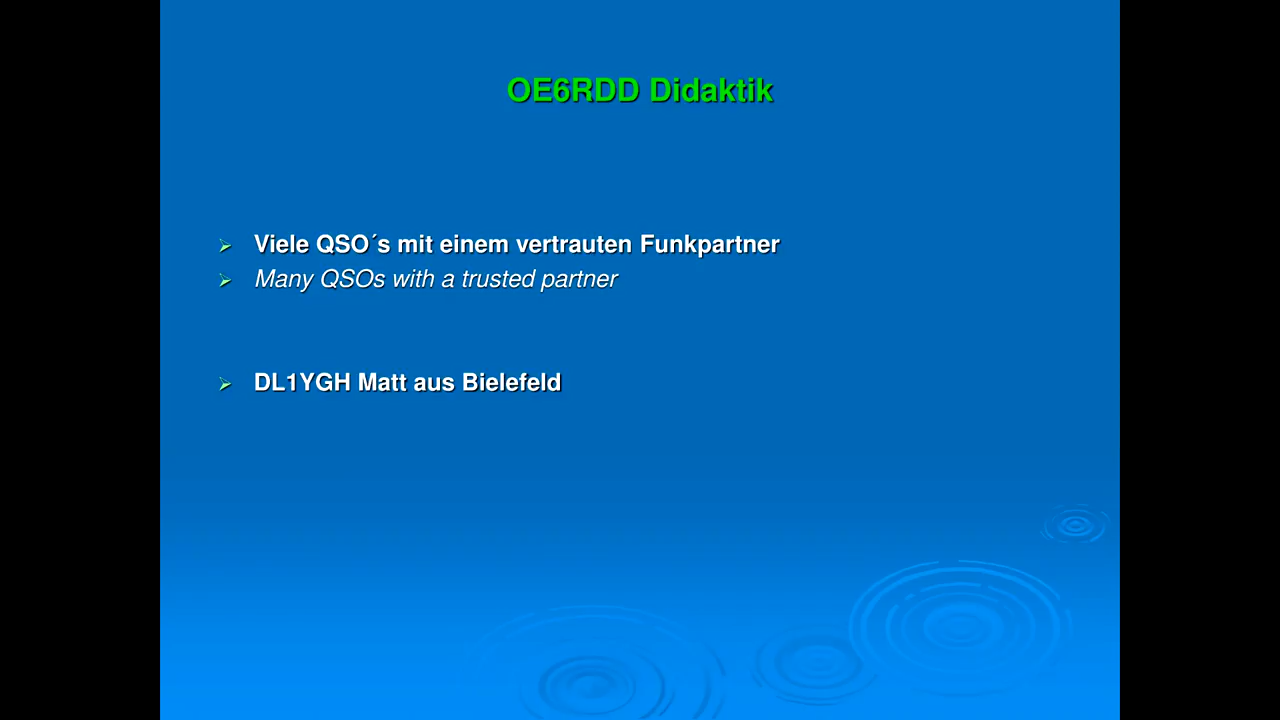 OE6RDD Didaktik
Viele QSO´s mit einem vertrauten Funkpartner
Many QSOs with a trusted partner
DL1YGH Matt aus Bielefeld